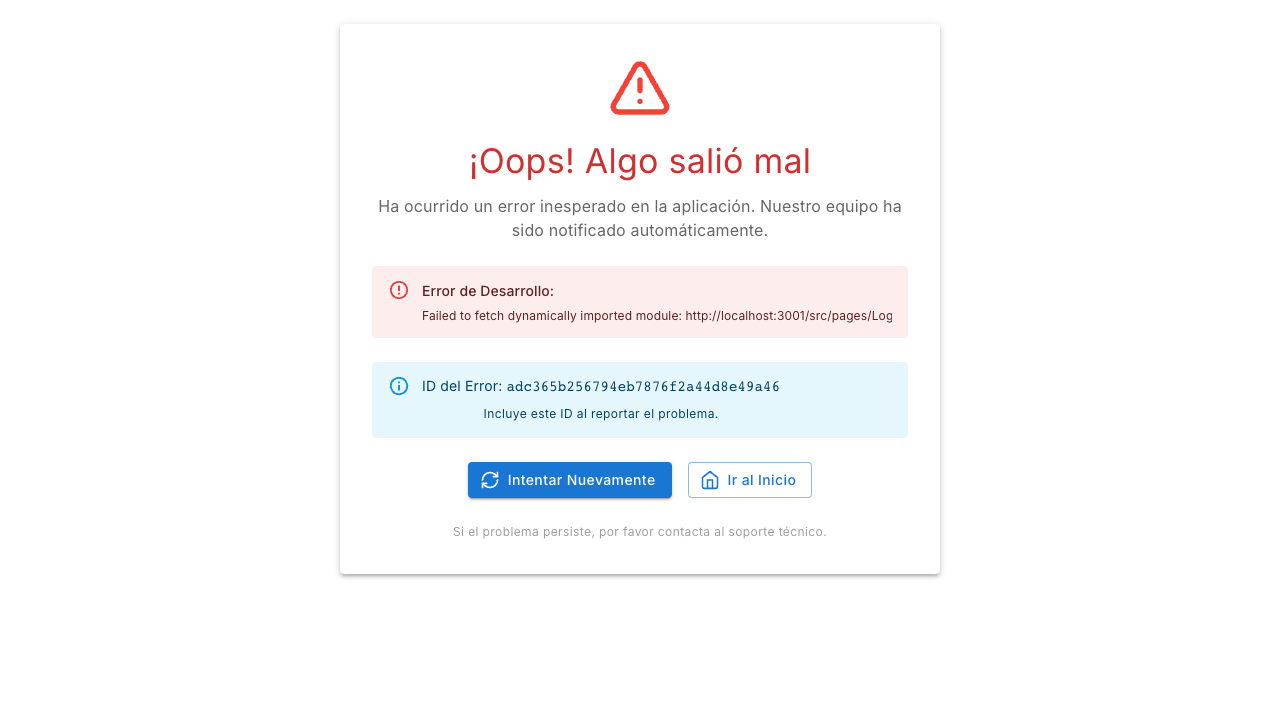 ¡Oops! Algo salió mal
Ha ocurrido un error inesperado en la aplicación. Nuestro equipo ha
sido notificado automáticamente.
Error de Desarrollo:
Failed to fetch dynamically imported module: http://localhost:3001/src/pages/Log
ID del Error: adc365b256794eb7876f2a44d8e49a46
Incluye este ID al reportar el problema.
Intentar Nuevamente
Ir al Inicio
Si el problema persiste, por favor contacta al soporte técnico.